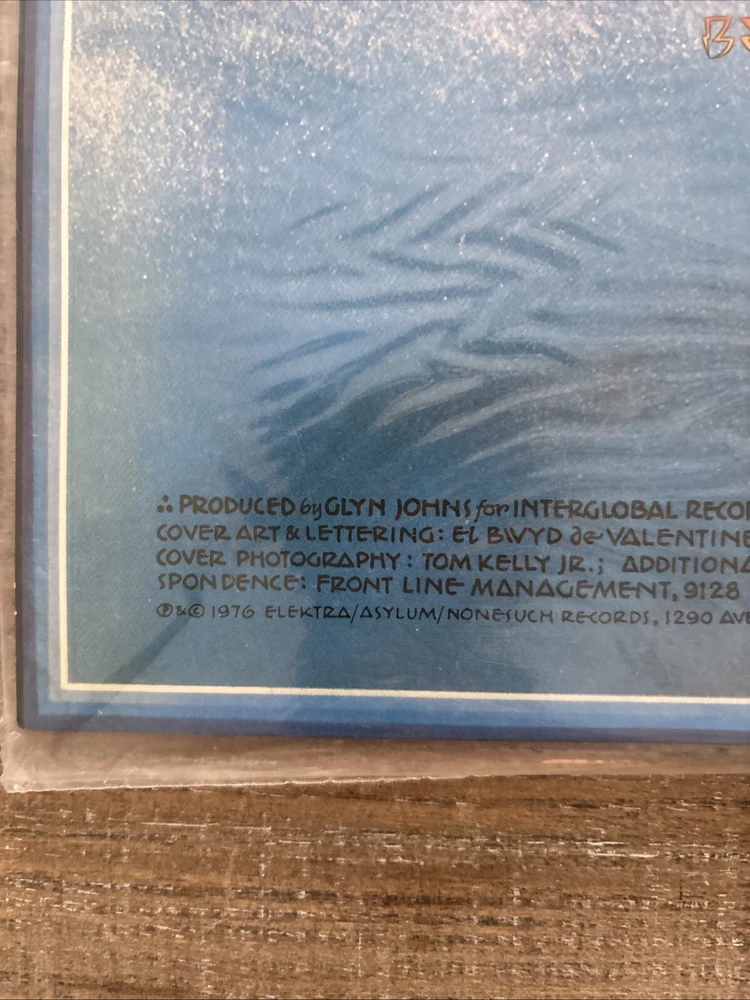 B
∴ PRODUCED by GLYN JOHNS for INTERGLOBAL RECO
COVER ART & LETTERING: El BWYD de VALENTINE
COVER PHOTOGRAPHY: TOM KELLY JR.; ADDITIONA
SPONDENCE: FRONT LINE MANAGEMENT, 9128
℗&© 1976 ELEKTRA/ASYLUM/NONESUCH RECORDS, 1290 AVE